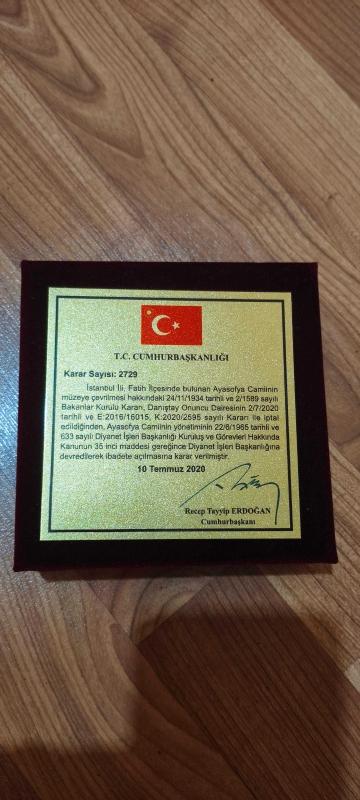 T.C. CUMHURBAŞKANLIĞI
Karar Sayısı: 2729
İstanbul İli, Fatih İlçesinde bulunan Ayasofya Camiinin
müzeye çevrilmesi hakkındaki 24/11/1934 tarihli ve 2/1589 sayılı
Bakanlar Kurulu Kararı, Danıştay Onuncu Dairesinin 2/7/2020
tarihli ve E:2016/16015, K:2020/2595 sayılı Kararı ile iptal
edildiğinden, Ayasofya Camiinin yönetiminin 22/6/1965 tarihli ve
633 sayılı Diyanet İşleri Başkanlığı Kuruluş ve Görevleri Hakkında
Kanunun 35 inci maddesi gereğince Diyanet İşleri Başkanlığına
devredilerek ibadete açılmasına karar verilmiştir.
10 Temmuz 2020
Recep Tayyip ERDOĞAN
Cumhurbaşkanı